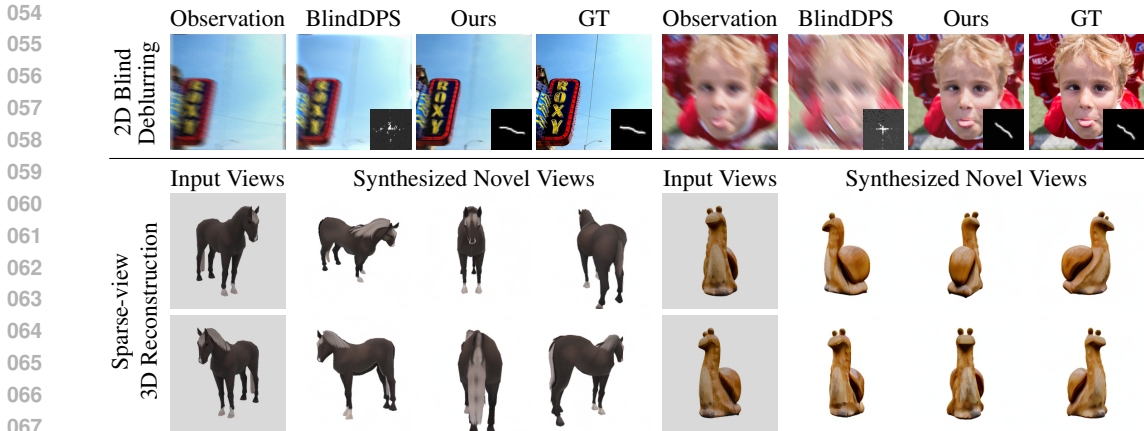 054
055
056
057
058
059
060
061
062
063
064
065
066
067
Observation BlindDPS Ours GT Observation BlindDPS Ours GT
2D Blind
Deblurring
ROXY ROXY ROXY ROXY
Input Views Synthesized Novel Views Input Views Synthesized Novel Views
Sparse-view
3D Reconstruction